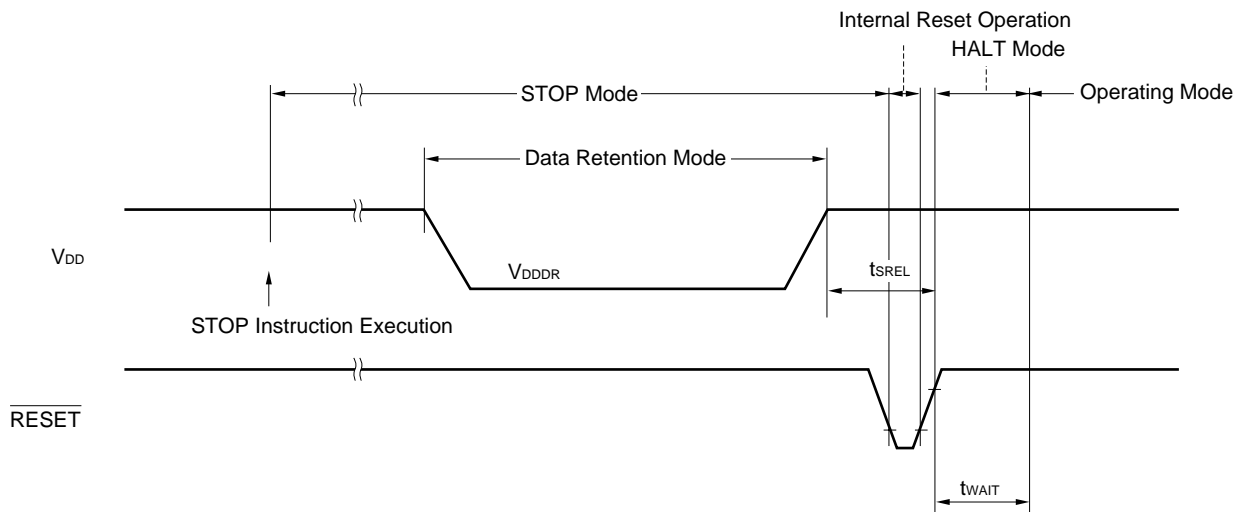 Internal Reset Operation
HALT Mode
STOP Mode
Operating Mode
Data Retention Mode
VDD
VDDDR
tSREL
STOP Instruction Execution
RESET
tWAIT